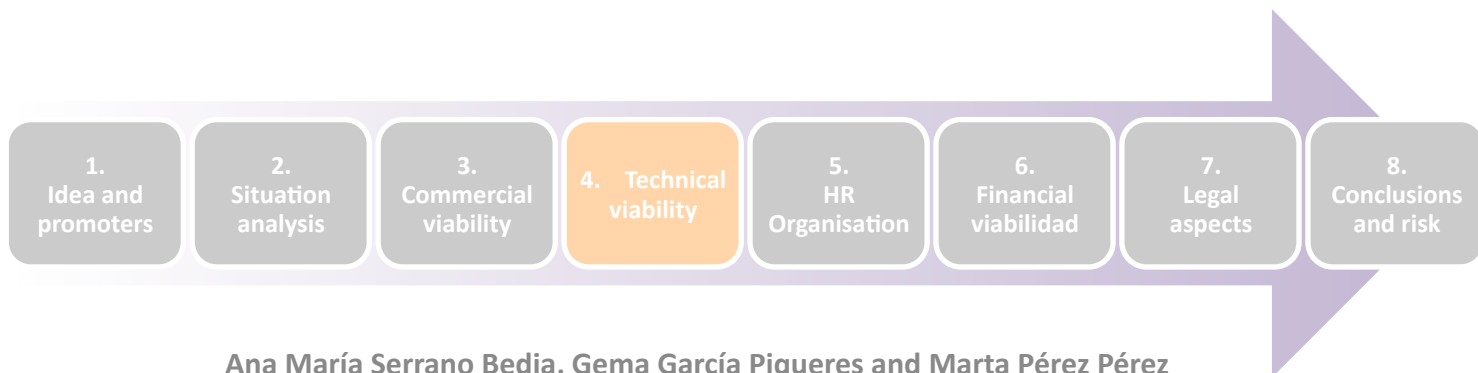 1.
Idea and
promoters
2.
Situation
analysis
3.
Commercial
viability
4. Technical
viability
5.
HR
Organisation
6.
Financial
viabilidad
7.
Legal
aspects
8.
Conclusions
and risk
Ana María Serrano Bedia, Gema García Piqueres and Marta Pérez Pérez